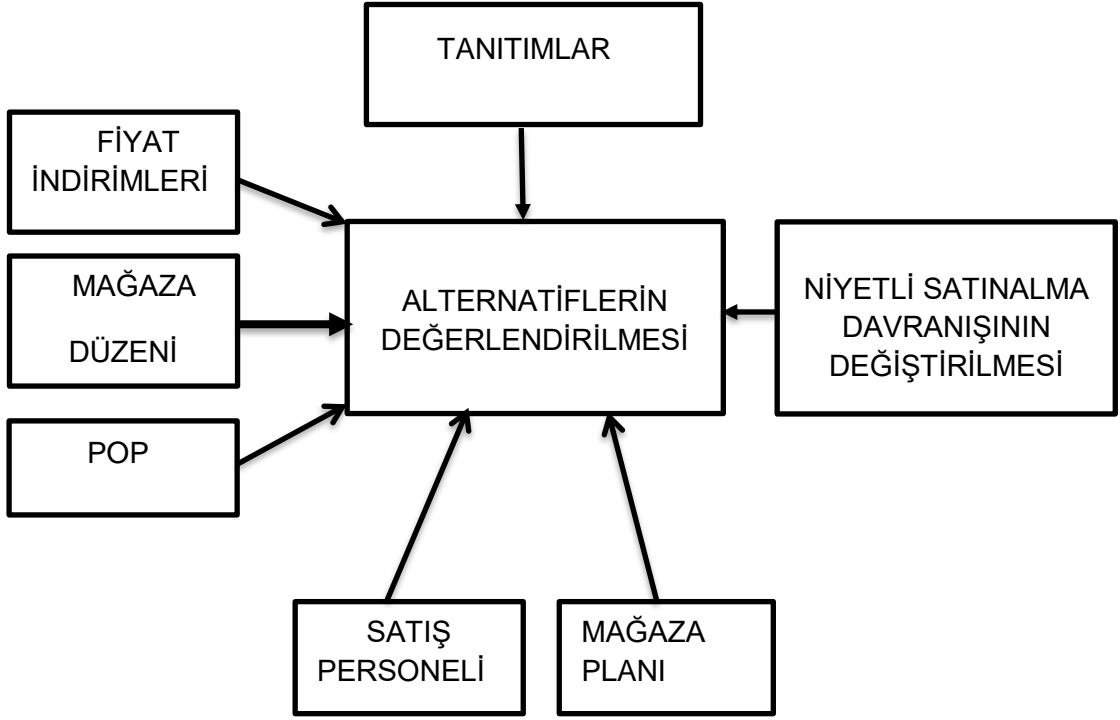 TANITIMLAR
FİYAT
İNDİRİMLERİ
MAĞAZA
DÜZENİ
POP
ALTERNATİFLERİN
DEĞERLENDİRİLMESİ
NİYETLİ SATINALMA
DAVRANIŞININ
DEĞİŞTİRİLMESİ
SATIŞ
PERSONELİ
MAĞAZA
PLANI